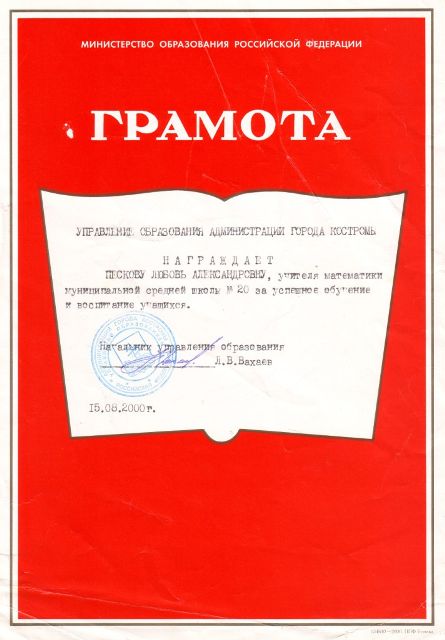 МИНИСТЕРСТВО ОБРАЗОВАНИЯ РОССИЙСКОЙ ФЕДЕРАЦИИ
ГРАМОТА
УПРАВЛЕНИЕ ОБРАЗОВАНИЯ АДМИНИСТРАЦИИ ГОРОДА КОСТРОМЫ
НАГРАЖДАЕТ
ПЕСКОВУ ЛЮБОВЬ АЛЕКСАНДРОВНУ, учителя математики
муниципальной средней школы № 20 за успешное обучение
и воспитание учащихся.
Начальник управления образования
Л.В.Вахаев
15.08.2000г.